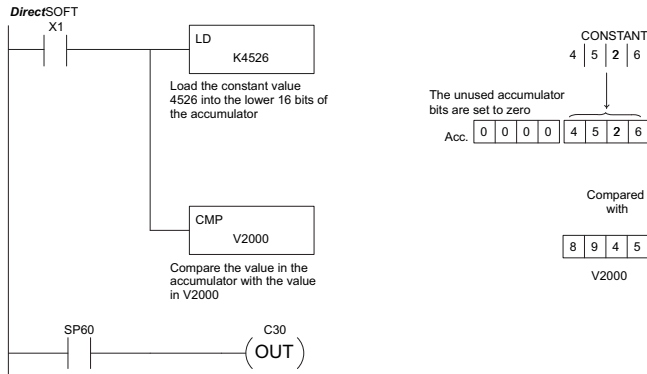 DirectSOFT
X1
LD
K4526
Load the constant value
4526 into the lower 16 bits of
the accumulator
CMP
V2000
Compare the value in the
accumulator with the value
in V2000
SP60
C30
OUT
CONSTANT
4 5 2 6
The unused accumulator
bits are set to zero
Acc. 0 0 0 0 4 5 2 6
Compared
with
8 9 4 5
V2000